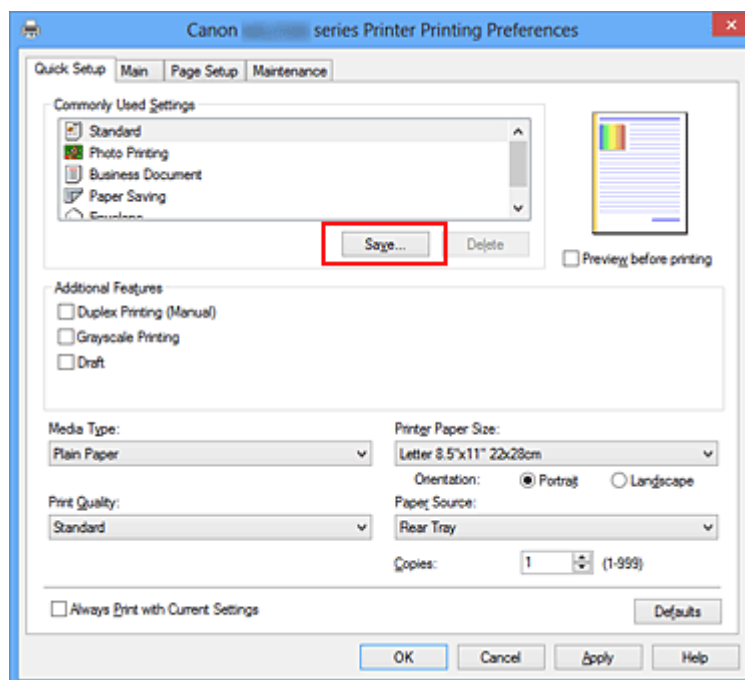 Canon series Printer Printing Preferences
Quick Setup Main Page Setup Maintenance
Commonly Used Settings
Standard
Photo Printing
Business Document
Paper Saving
Envelope
Save... Delete
Preview before printing
Additional Features
Duplex Printing (Manual)
Grayscale Printing
Draft
Media Type: Printer Paper Size:
Plain Paper Letter 8.5"x11" 22x28cm
Orientation: Portrait Landscape
Print Quality: Paper Source:
Standard Rear Tray
Copies: 1 (1-999)
Always Print with Current Settings Defaults
OK Cancel Apply Help